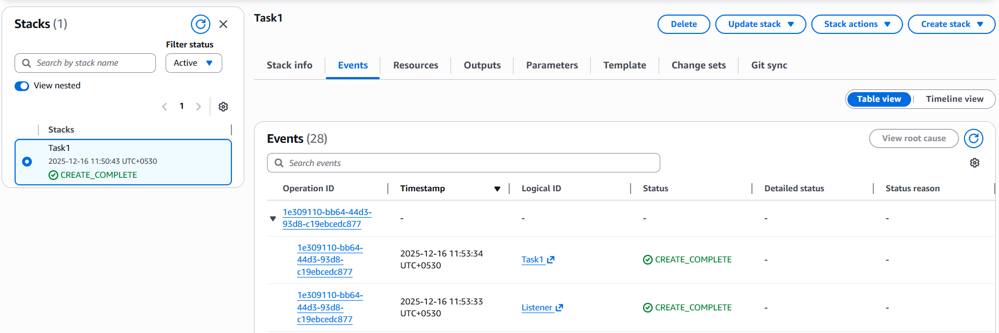 Stacks (1)
Filter status
Search by stack name
Active
View nested
1
Stacks
Task1
2025-12-16 11:50:43 UTC+0530
CREATE_COMPLETE
Task1
Delete
Update stack
Stack actions
Create stack
Stack info
Events
Resources
Outputs
Parameters
Template
Change sets
Git sync
Table view
Timeline view
Events (28)
View root cause
Search events
Operation ID
Timestamp
Logical ID
Status
Detailed status
Status reason
1e309110-bb64-44d3-
93d8-c19ebcedc877
-
-
-
-
-
1e309110-bb64-
44d3-93d8-
c19ebcedc877
2025-12-16 11:53:34
UTC+0530
Task1
CREATE_COMPLETE
-
-
1e309110-bb64-
44d3-93d8-
c19ebcedc877
2025-12-16 11:53:33
UTC+0530
Listener
CREATE_COMPLETE
-
-